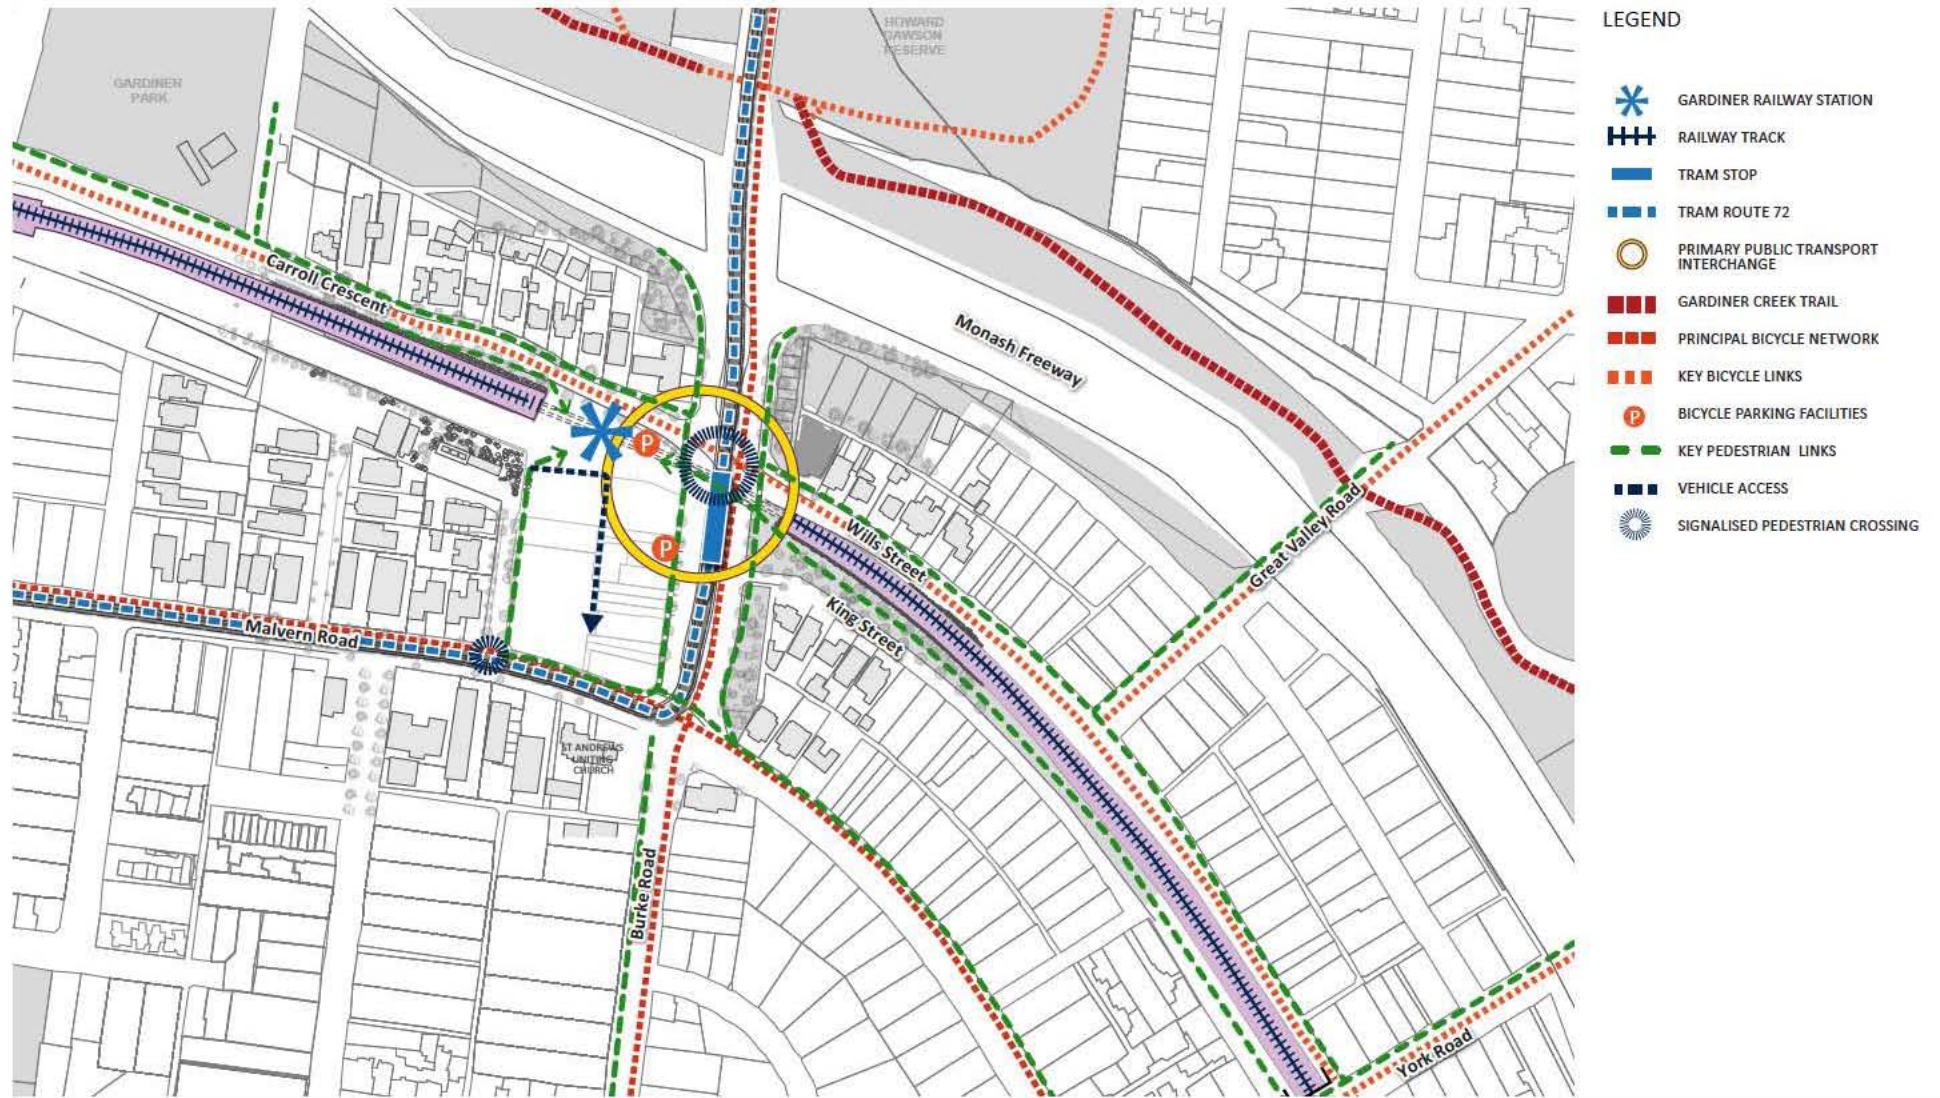 HOWARD
DAWSON
RESERVE
GARDINER
PARK
Carroll Crescent
Monash Freeway
P
P
Wills Street
Great Valley Road
King Street
Malvern Road
ST ANDREWS
UNITING
CHURCH
Burke Road
York Road
LEGEND
GARDINER RAILWAY STATION
RAILWAY TRACK
TRAM STOP
TRAM ROUTE 72
PRIMARY PUBLIC TRANSPORT
INTERCHANGE
GARDINER CREEK TRAIL
PRINCIPAL BICYCLE NETWORK
KEY BICYCLE LINKS
P
BICYCLE PARKING FACILITIES
KEY PEDESTRIAN LINKS
VEHICLE ACCESS
SIGNALISED PEDESTRIAN CROSSING